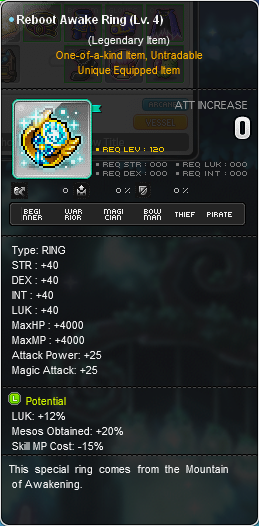 Reboot Awake Ring (Lv. 4)
(Legendary Item)
One-of-a-kind Item, Untradable
Unique Equipped Item
ATT INCREASE
0
REQ LEV : 120
REQ STR : 000 REQ LUK : 000
REQ DEX : 000 REQ INT : 000
0 0 % 0 %
BEGINNER WARRIOR MAGICIAN BOWMAN THIEF PIRATE
Type: RING
STR : +40
DEX : +40
INT : +40
LUK : +40
MaxHP : +4000
MaxMP : +4000
Attack Power: +25
Magic Attack: +25
L Potential
LUK: +12%
Mesos Obtained: +20%
Skill MP Cost: -15%
This special ring comes from the Mountain
of Awakening.